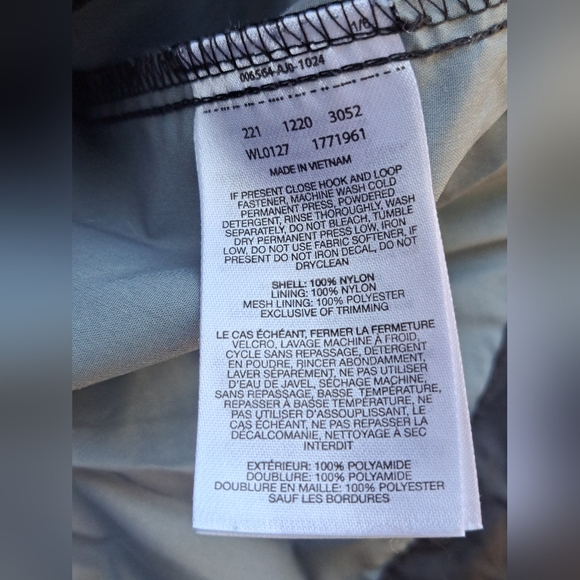 1/6
006564-AJ0-1024
221 1220 3052
WL0127 1771961
MADE IN VIETNAM
IF PRESENT CLOSE HOOK AND LOOP
FASTENER, MACHINE WASH COLD
PERMANENT PRESS, POWDERED
DETERGENT, RINSE THOROUGHLY, WASH
SEPARATELY, DO NOT BLEACH, TUMBLE
DRY PERMANENT PRESS LOW, IRON
LOW, DO NOT USE FABRIC SOFTENER, IF
PRESENT DO NOT IRON DECAL, DO NOT
DRYCLEAN
SHELL: 100% NYLON
LINING: 100% NYLON
MESH LINING: 100% POLYESTER
EXCLUSIVE OF TRIMMING
LE CAS ÉCHÉANT, FERMER LA FERMETURE
VELCRO, LAVAGE MACHINE À FROID,
CYCLE SANS REPASSAGE, DÉTERGENT
EN POUDRE, RINCER ABONDAMMENT,
LAVER SÉPAREMENT, NE PAS UTILISER
D'EAU DE JAVEL, SÉCHAGE MACHINE,
SANS REPASSAGE, BASSE TEMPÉRATURE,
REPASSER À BASSE TEMPÉRATURE, NE
PAS UTILISER D'ASSOUPLISSANT, LE
CAS ÉCHÉANT, NE PAS REPASSER LA
DÉCALCOMANIE, NETTOYAGE À SEC
INTERDIT
EXTÉRIEUR: 100% POLYAMIDE
DOUBLURE: 100% POLYAMIDE
DOUBLURE EN MAILLE: 100% POLYESTER
SAUF LES BORDURES